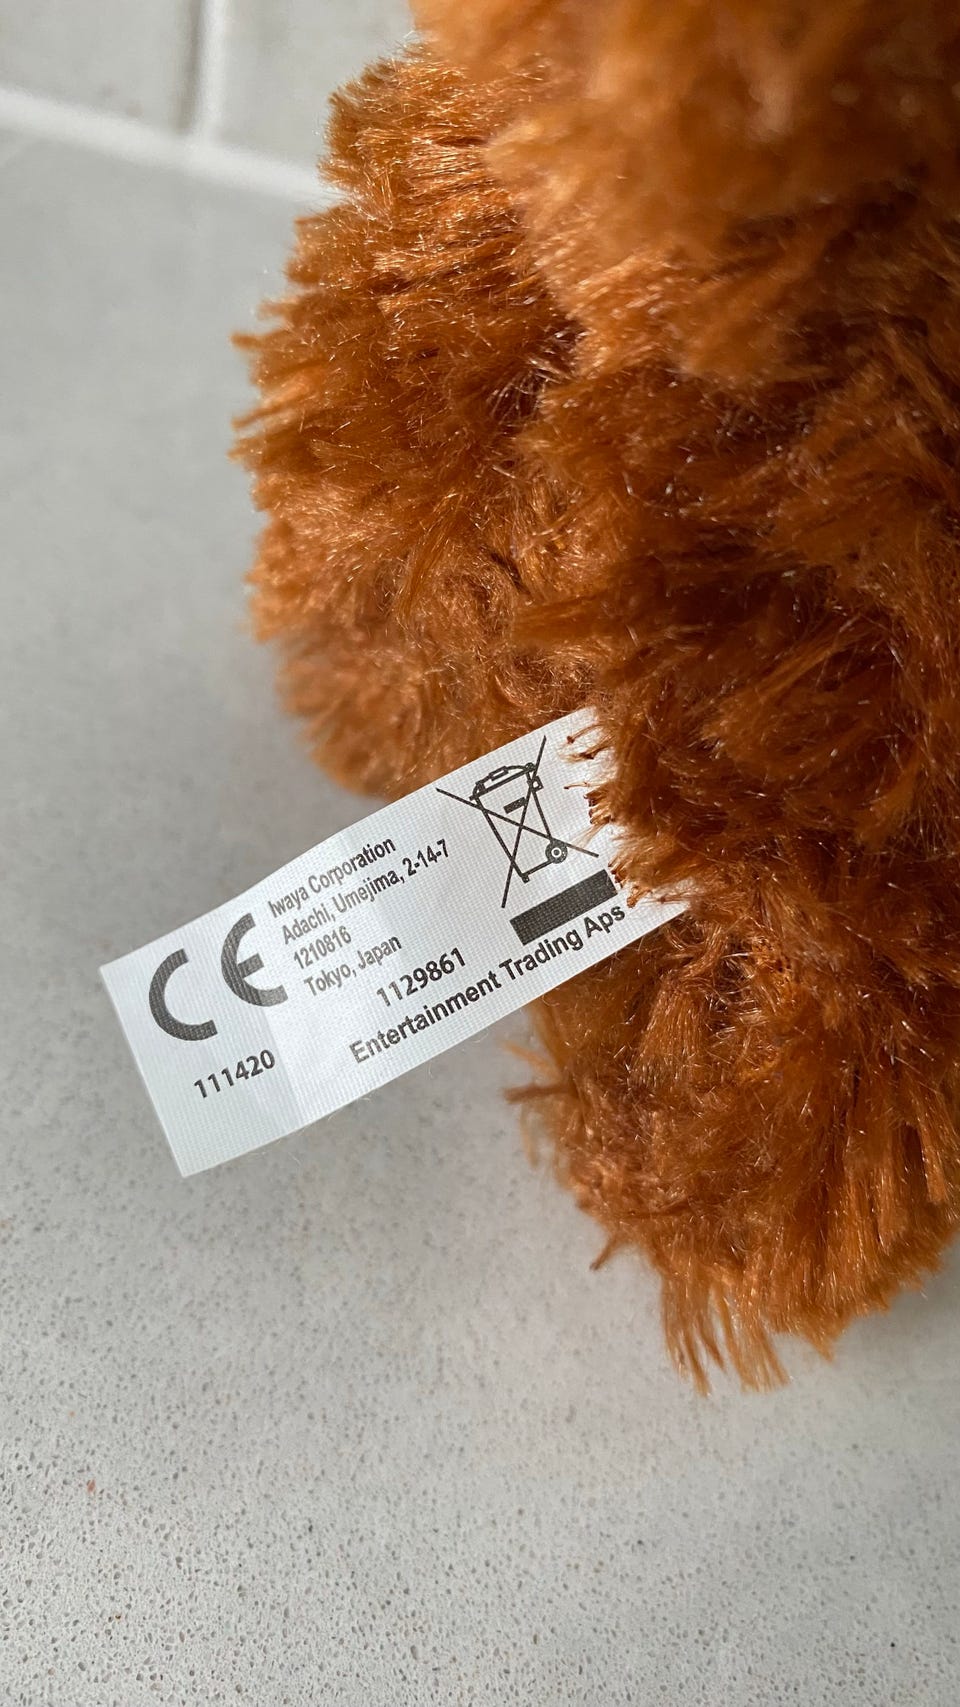 CE
111420
Iwaya Corporation
Adachi, Umejima, 2-14-7
1210816
Tokyo, Japan
1129861
Entertainment Trading Aps